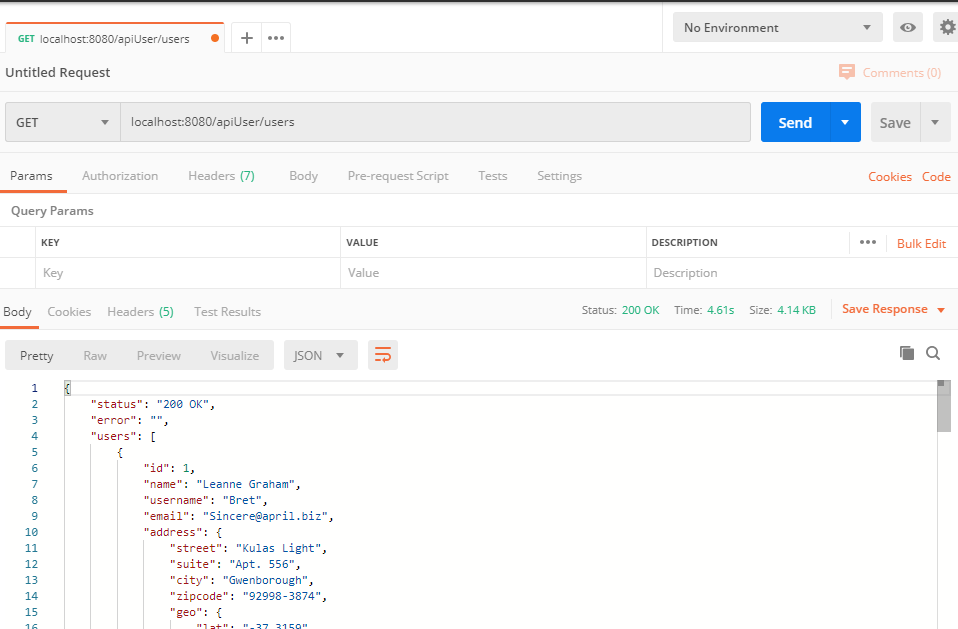 GET localhost:8080/apiUser/users
No Environment
Untitled Request
Comments (0)
GET localhost:8080/apiUser/users Send Save
Params Authorization Headers (7) Body Pre-request Script Tests Settings Cookies Code
Query Params
KEY VALUE DESCRIPTION Bulk Edit
Key Value Description
Body Cookies Headers (5) Test Results Status: 200 OK Time: 4.61s Size: 4.14 KB Save Response
Pretty Raw Preview Visualize JSON
1 {
2 "status": "200 OK",
3 "error": "",
4 "users": [
5 {
6 "id": 1,
7 "name": "Leanne Graham",
8 "username": "Bret",
9 "email": "Sincere@april.biz",
10 "address": {
11 "street": "Kulas Light",
12 "suite": "Apt. 556",
13 "city": "Gwenborough",
14 "zipcode": "92998-3874",
15 "geo": {
16 "lat": "-37.3159"